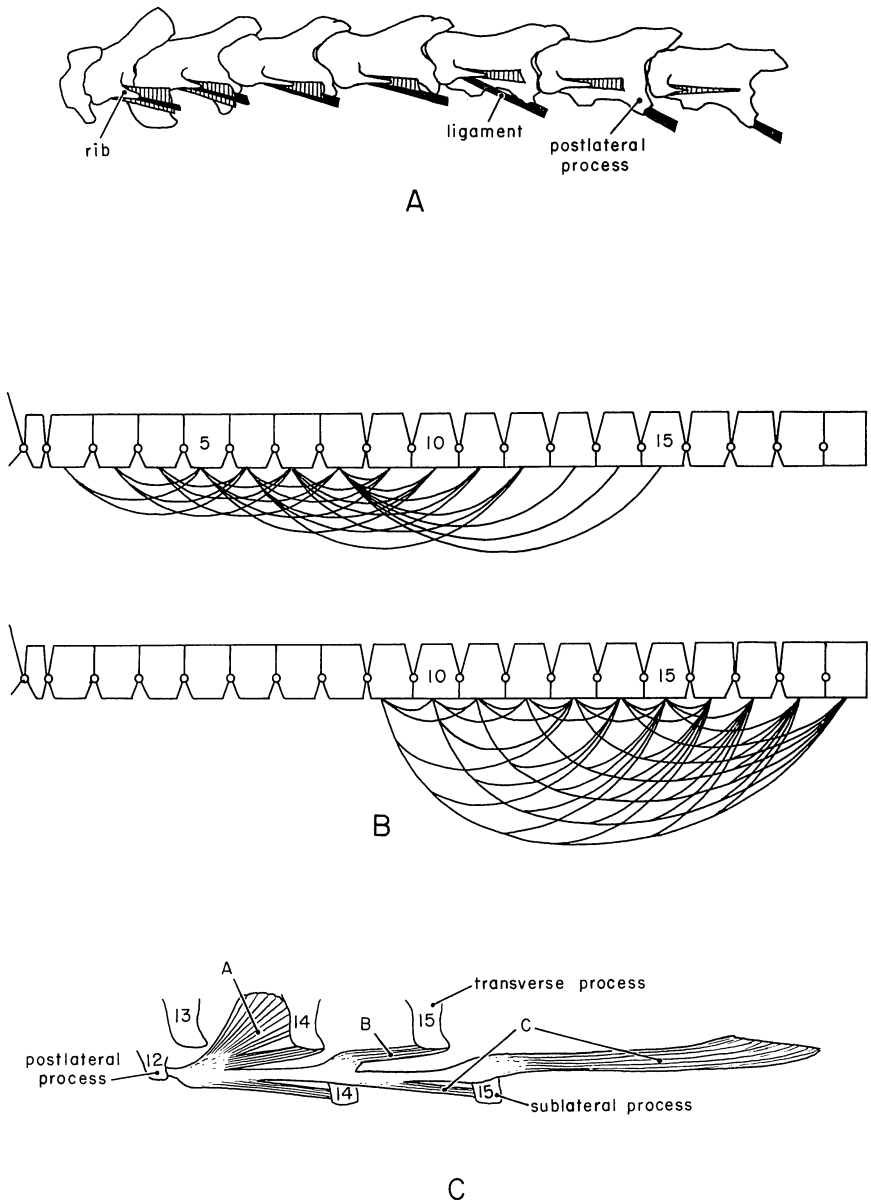 rib
ligament
postlateral
process
A
5
10
15
10
15
B
A
transverse process
13
14
15
B
C
postlateral
process
12
14
15
sublateral process
C